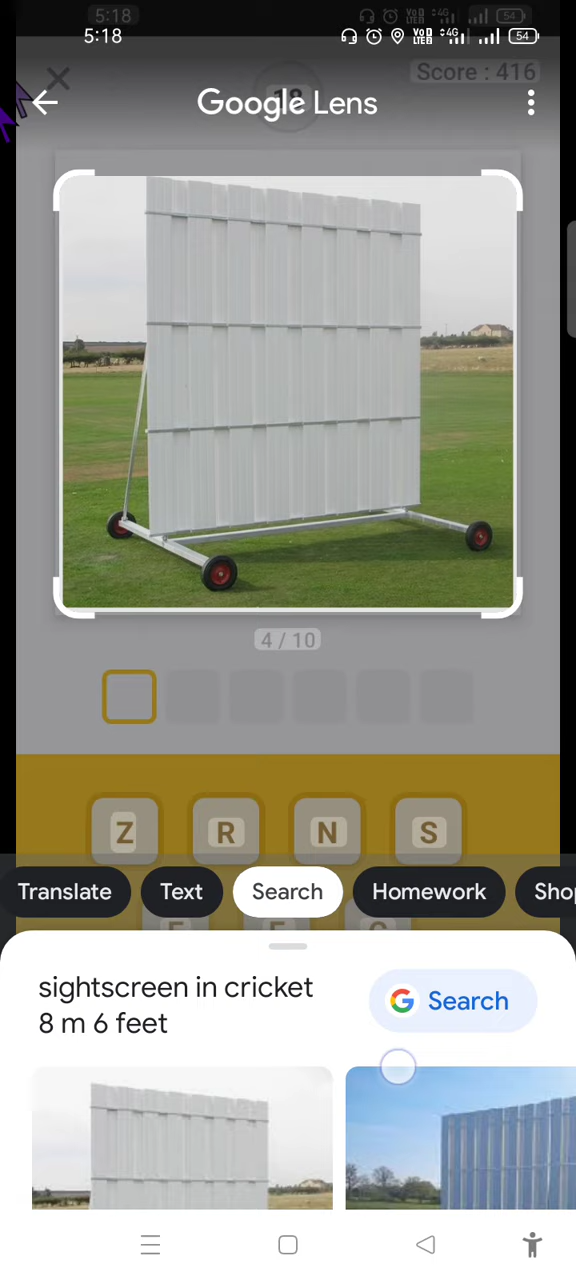 5:18
5:18
54
Score : 416
Google Lens
4 / 10
Z R N S
Translate Text Search Homework
sightscreen in cricket
8 m 6 feet
Search